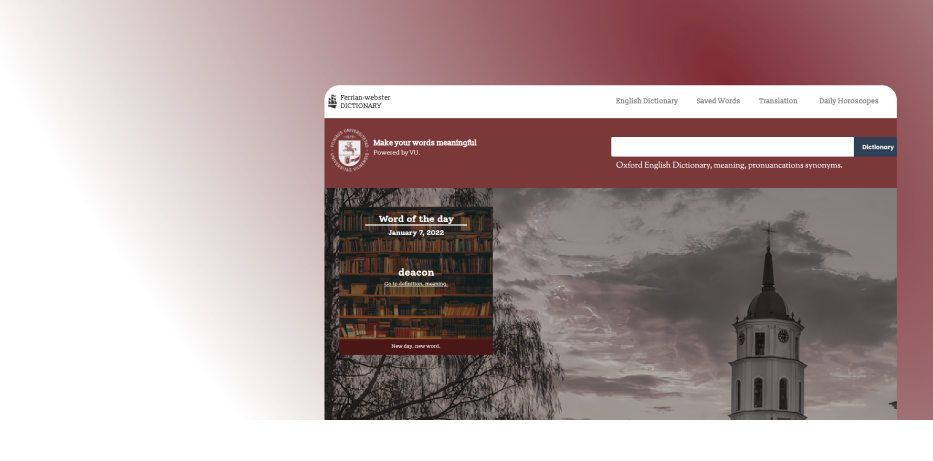 Ferrian-webster
DICTIONARY
English Dictionary
Saved Words
Translation
Daily Horoscopes
Make your words meaningful
Powered by VU.
Dictionary
Oxford English Dictionary, meaning, pronuancations synonyms.
Word of the day
January 7, 2022
deacon
Go to definition, meaning.
New day, new word.